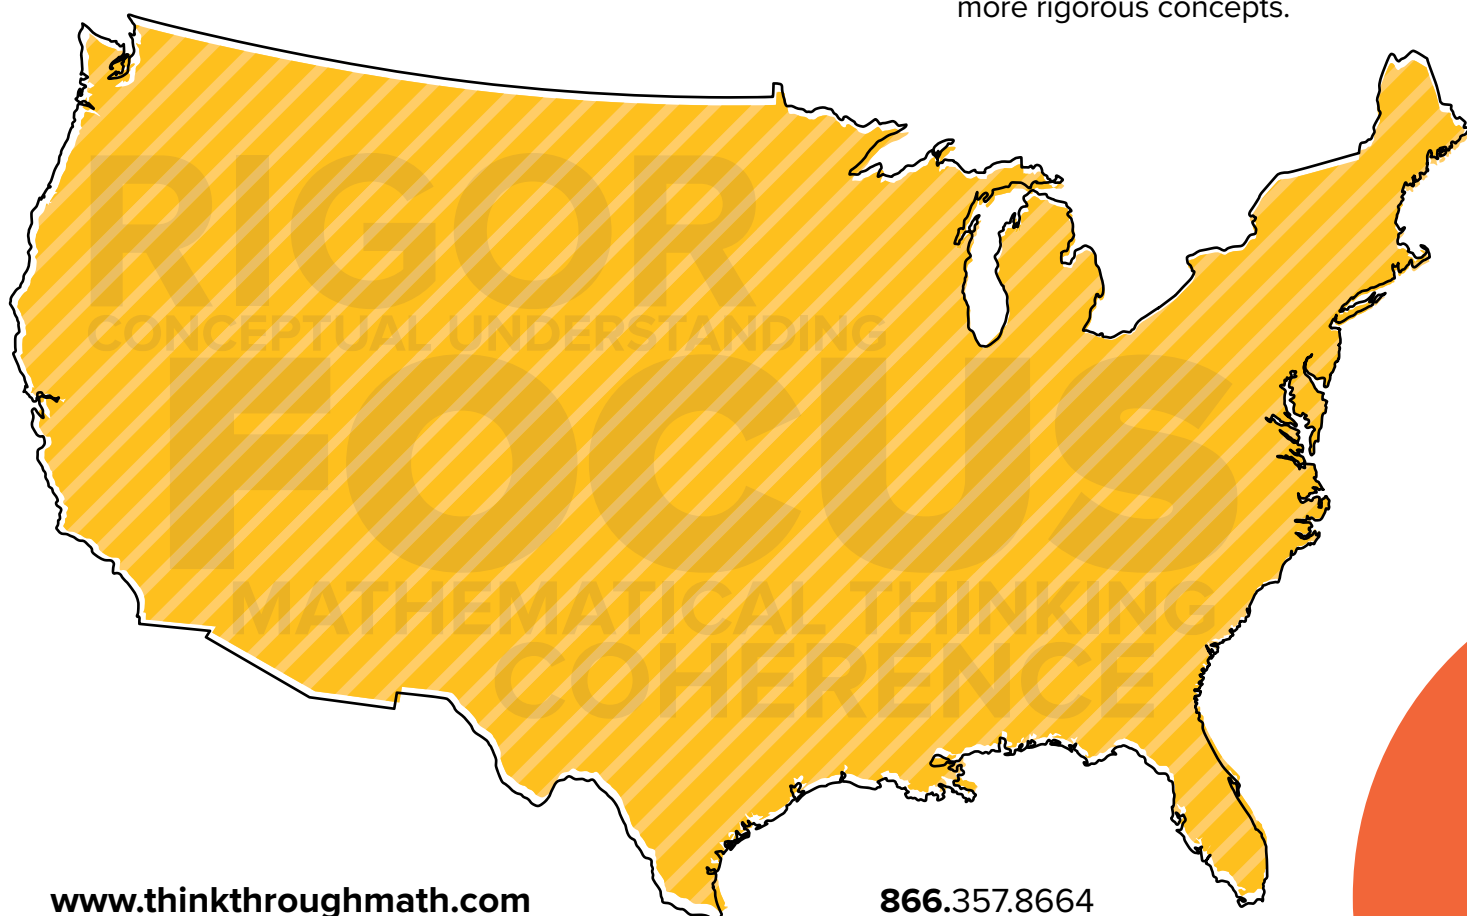 more rigorous concepts.
RIGOR
CONCEPTUAL UNDERSTANDING
FOCUS
MATHEMATICAL THINKING
COHERENCE
www.thinkthroughmath.com
866.357.8664